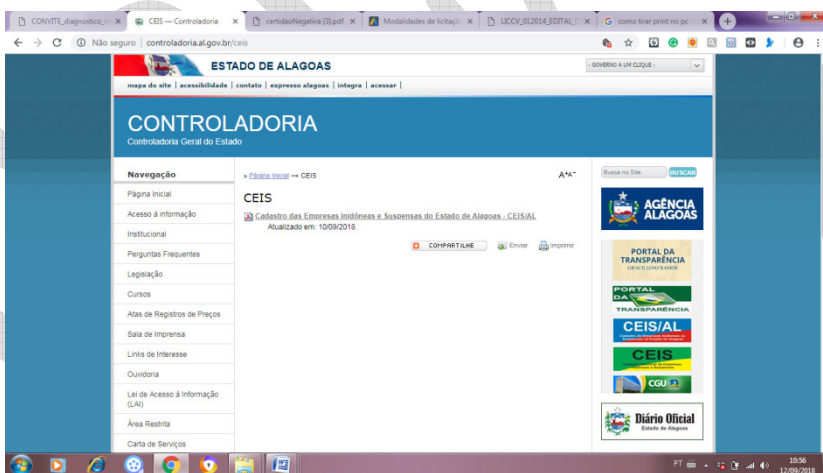 CONVITE_diagnostico_
CEIS — Controladoria
certidaoNegativa (3).pdf
Modalidades de licitaçã
LICCV_012014_EDITAL_
como tirar print no pc -
Não seguro | controladoria.al.gov.br/ceis
ESTADO DE ALAGOAS
- GOVERNO A UM CLIQUE -
mapa do site | acessibilidade | contato | expresso alagoas | integra | acessar |
CONTROLADORIA
Controladoria Geral do Estado
Navegação
Página Inicial
Acesso á informação
Institucional
Perguntas Frequentes
Legislação
Cursos
Atas de Registros de Preços
Sala de Imprensa
Links de Interesse
Ouvidoria
Lei de Acesso á Informação
(LAI)
Área Restrita
Carta de Serviços
» Página Inicial → CEIS
A+A-
CEIS
Cadastro das Empresas Inidôneas e Suspensas do Estado de Alagoas - CEIS/AL
Atualizado em: 10/09/2018.
COMPARTILHE
Enviar
Imprimir
Busca no Site
BUSCAR
AGÊNCIA
ALAGOAS
PORTAL DA
TRANSPARÊNCIA
GRACILIANO RAMOS
PORTAL
DA
TRANSPARÊNCIA
CEIS/AL
CEIS
CGU
Diário Oficial
Estado de Alagoas
PT
10:56
12/09/2018